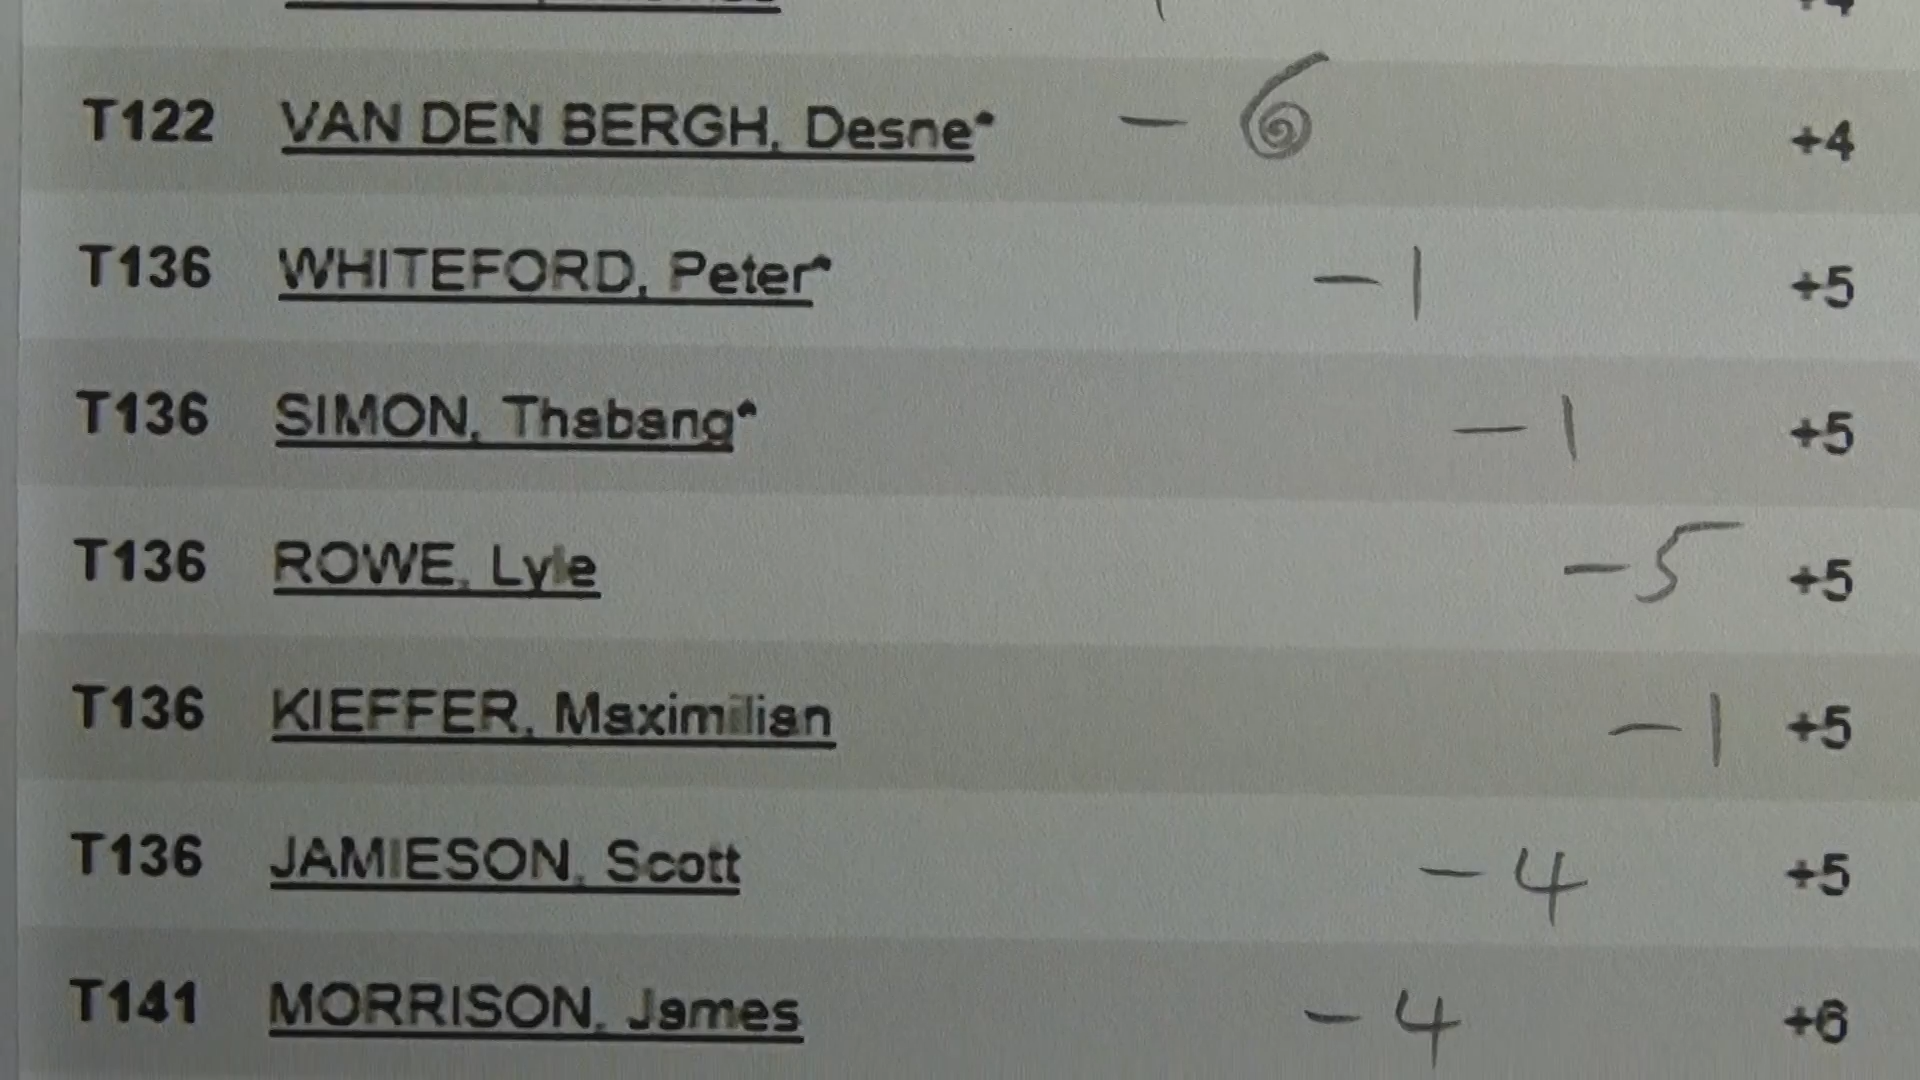 +4
T122 VAN DEN BERGH, Desne* - 6 +4
T136 WHITEFORD, Peter* - 1 +5
T136 SIMON, Thabang* - 1 +5
T136 ROWE, Lyle - 5 +5
T136 KIEFFER, Maximilian - 1 +5
T136 JAMIESON, Scott - 4 +5
T141 MORRISON, James - 4 +6